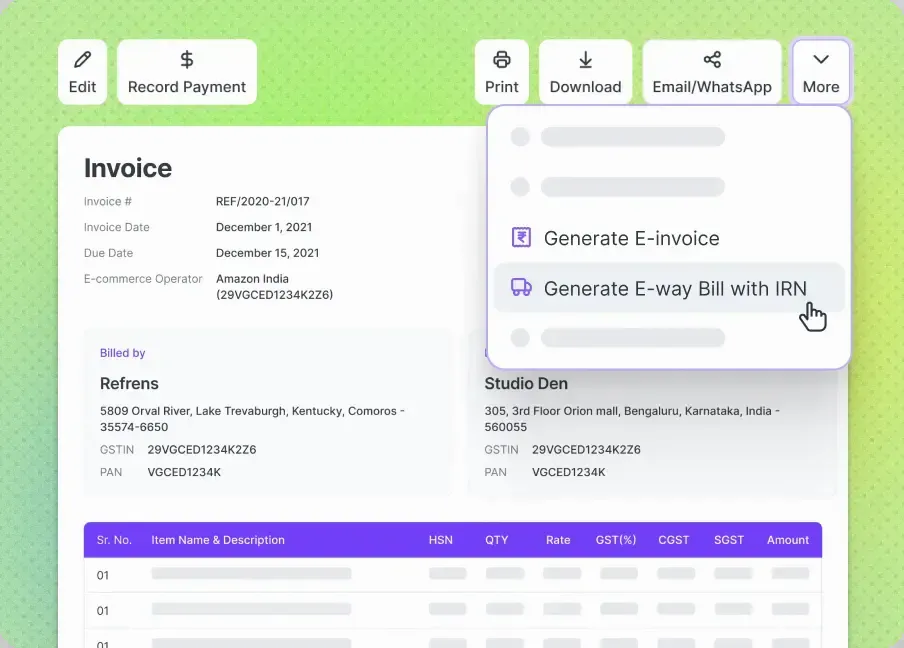 Edit
Record Payment
Print
Download
Email/WhatsApp
More
Generate E-invoice
Generate E-way Bill with IRN
Invoice
Invoice # REF/2020-21/017
Invoice Date December 1, 2021
Due Date December 15, 2021
E-commerce Operator Amazon India
(29VGCED1234K2Z6)
Billed by
Refrens
5809 Orval River, Lake Trevaburgh, Kentucky, Comoros -
35574-6650
GSTIN 29VGCED1234K2Z6
PAN VGCED1234K
Studio Den
305, 3rd Floor Orion mall, Bengaluru, Karnataka, India -
560055
GSTIN 29VGCED1234K2Z6
PAN VGCED1234K
Sr. No. Item Name & Description HSN QTY Rate GST(%) CGST SGST Amount
01
01
01